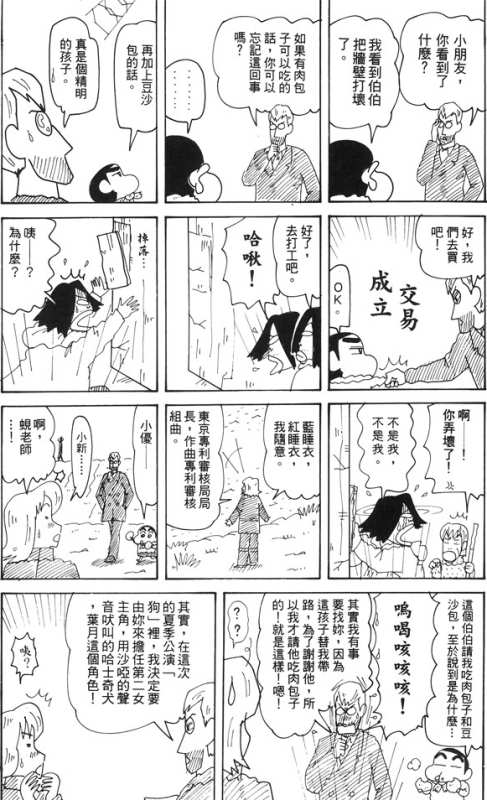 小朋友，
你看到了
什麼？
我看到伯伯
把牆壁打壞
了。
如果有肉包
子可以吃的
話，你可以
忘記這回事
嗎？
………
再加上豆沙
包的話。
真是個精明
的孩子。
好，我
們去買
吧！
交易
成立
OK。
好了，
去打工吧。
哈啾！
掉落…
咦——？
為什麼？
啊——！
你弄壞了！
不是我，
不是我。
藍睡衣，
紅睡衣，
我隨意。
東京專利審核局局
長，作曲專利審核
組曲。
小優——
小新……
啊，
蜆老師
…！
這個伯伯請我吃肉包子和豆
沙包，至於說到是為什麼…
嗚喝咳咳咳！
其實我有事
要找妳，因為
這孩子替我帶
路，為了謝謝他，所
以我才請他吃肉包子
的！就是這樣！嗯！
？？
其實，在這次
的夏季公演「
狗」裡，我決定要
由妳來擔任第二女
主角，用沙啞的聲
音吠叫的哈士奇犬
，葉月這個角色！
咦？